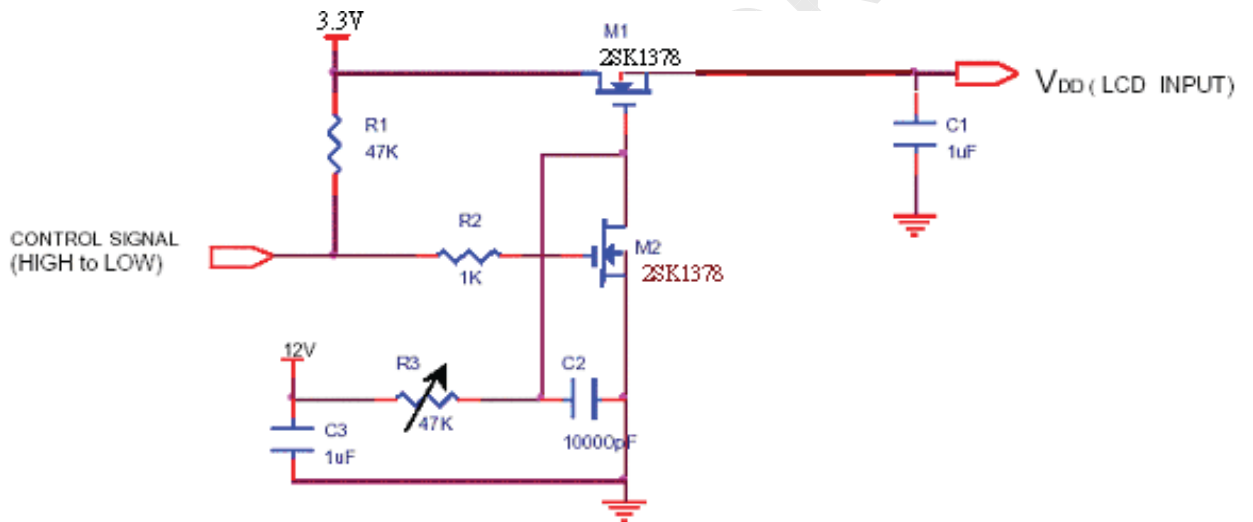 3.3V
M1
2SK1378
VDD ( LCD INPUT)
R1
47K
C1
1uF
R2
1K
CONTROL SIGNAL
(HIGH to LOW)
M2
2SK1378
12V
R3
47K
C2
10000pF
C3
1uF